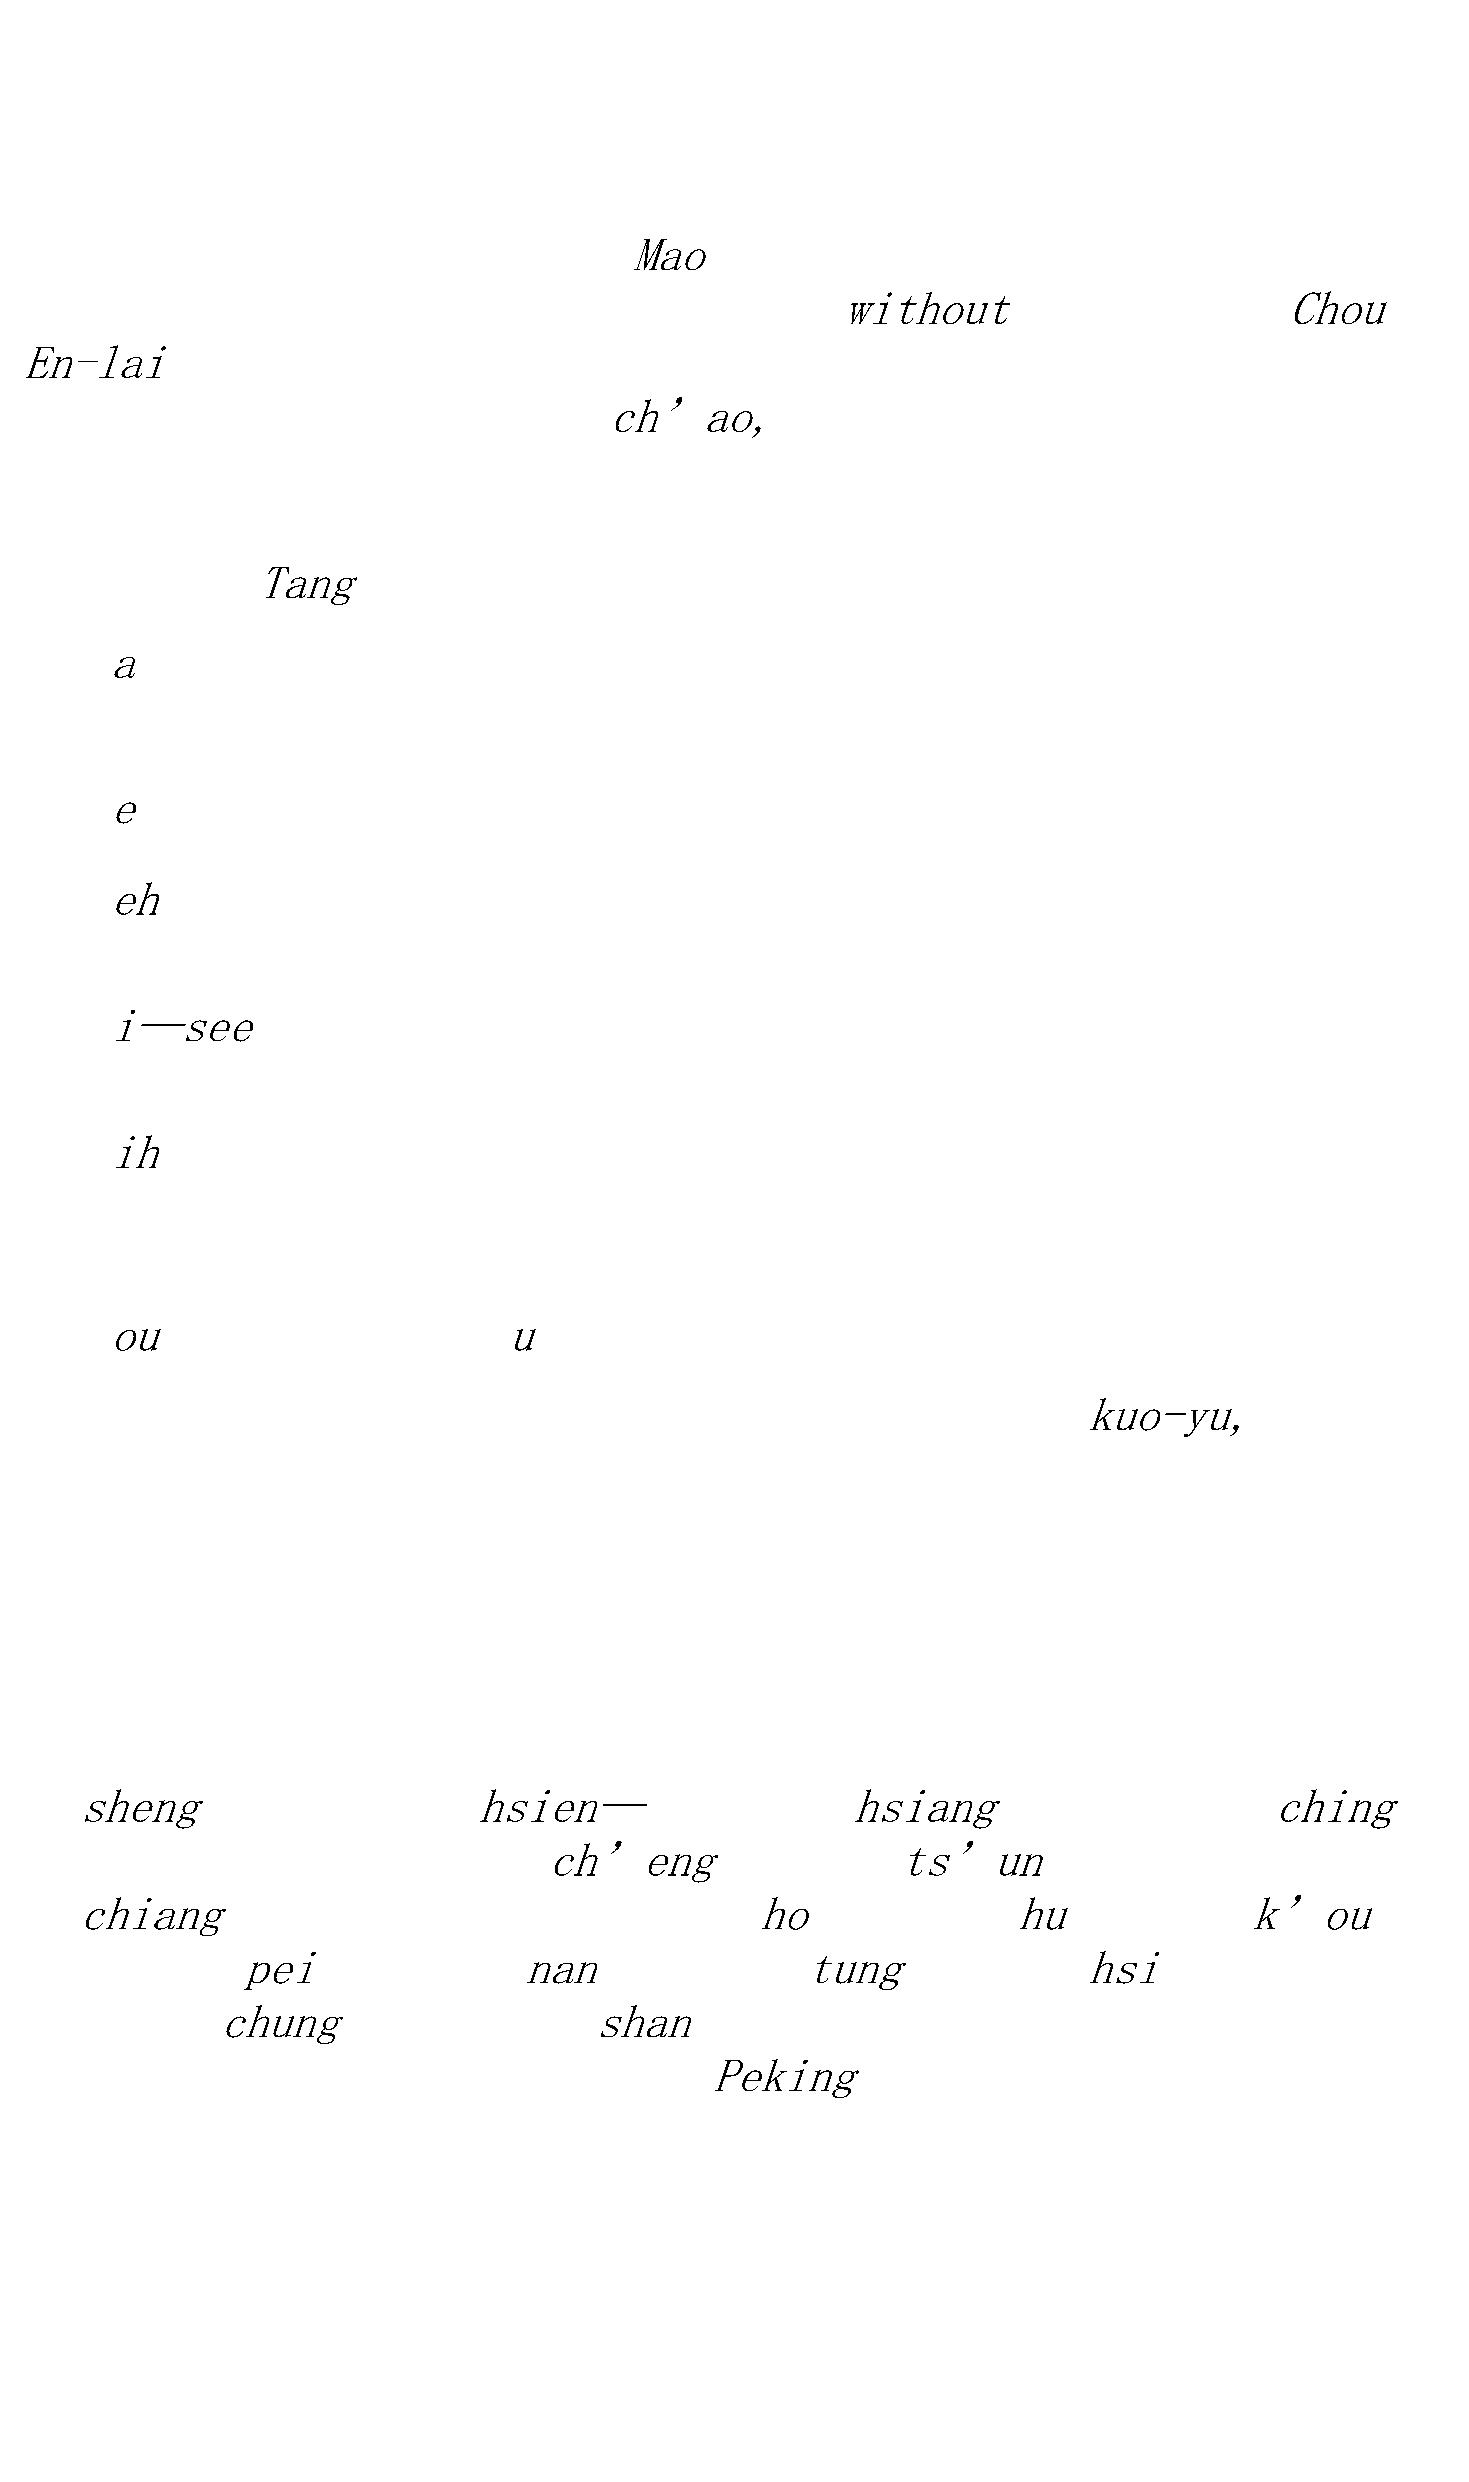 Mao
without Chou
En-lai
ch’ao,
Tang
a
e
eh
i—see
ih
ou u
kuo-yu,
sheng hsien— hsiang ching
ch’eng ts’un
chiang ho hu k’ou
pei nan tung hsi
chung shan
Peking